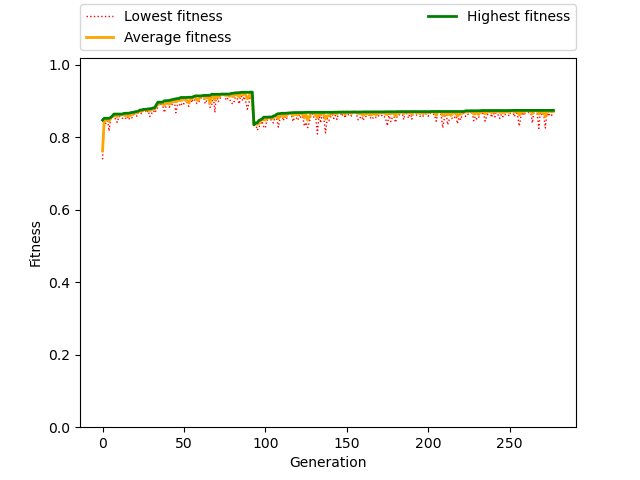 Lowest fitness
Average fitness
Highest fitness
1.0
0.8
0.6
0.4
0.2
0.0
Fitness
0 50 100 150 200 250
Generation